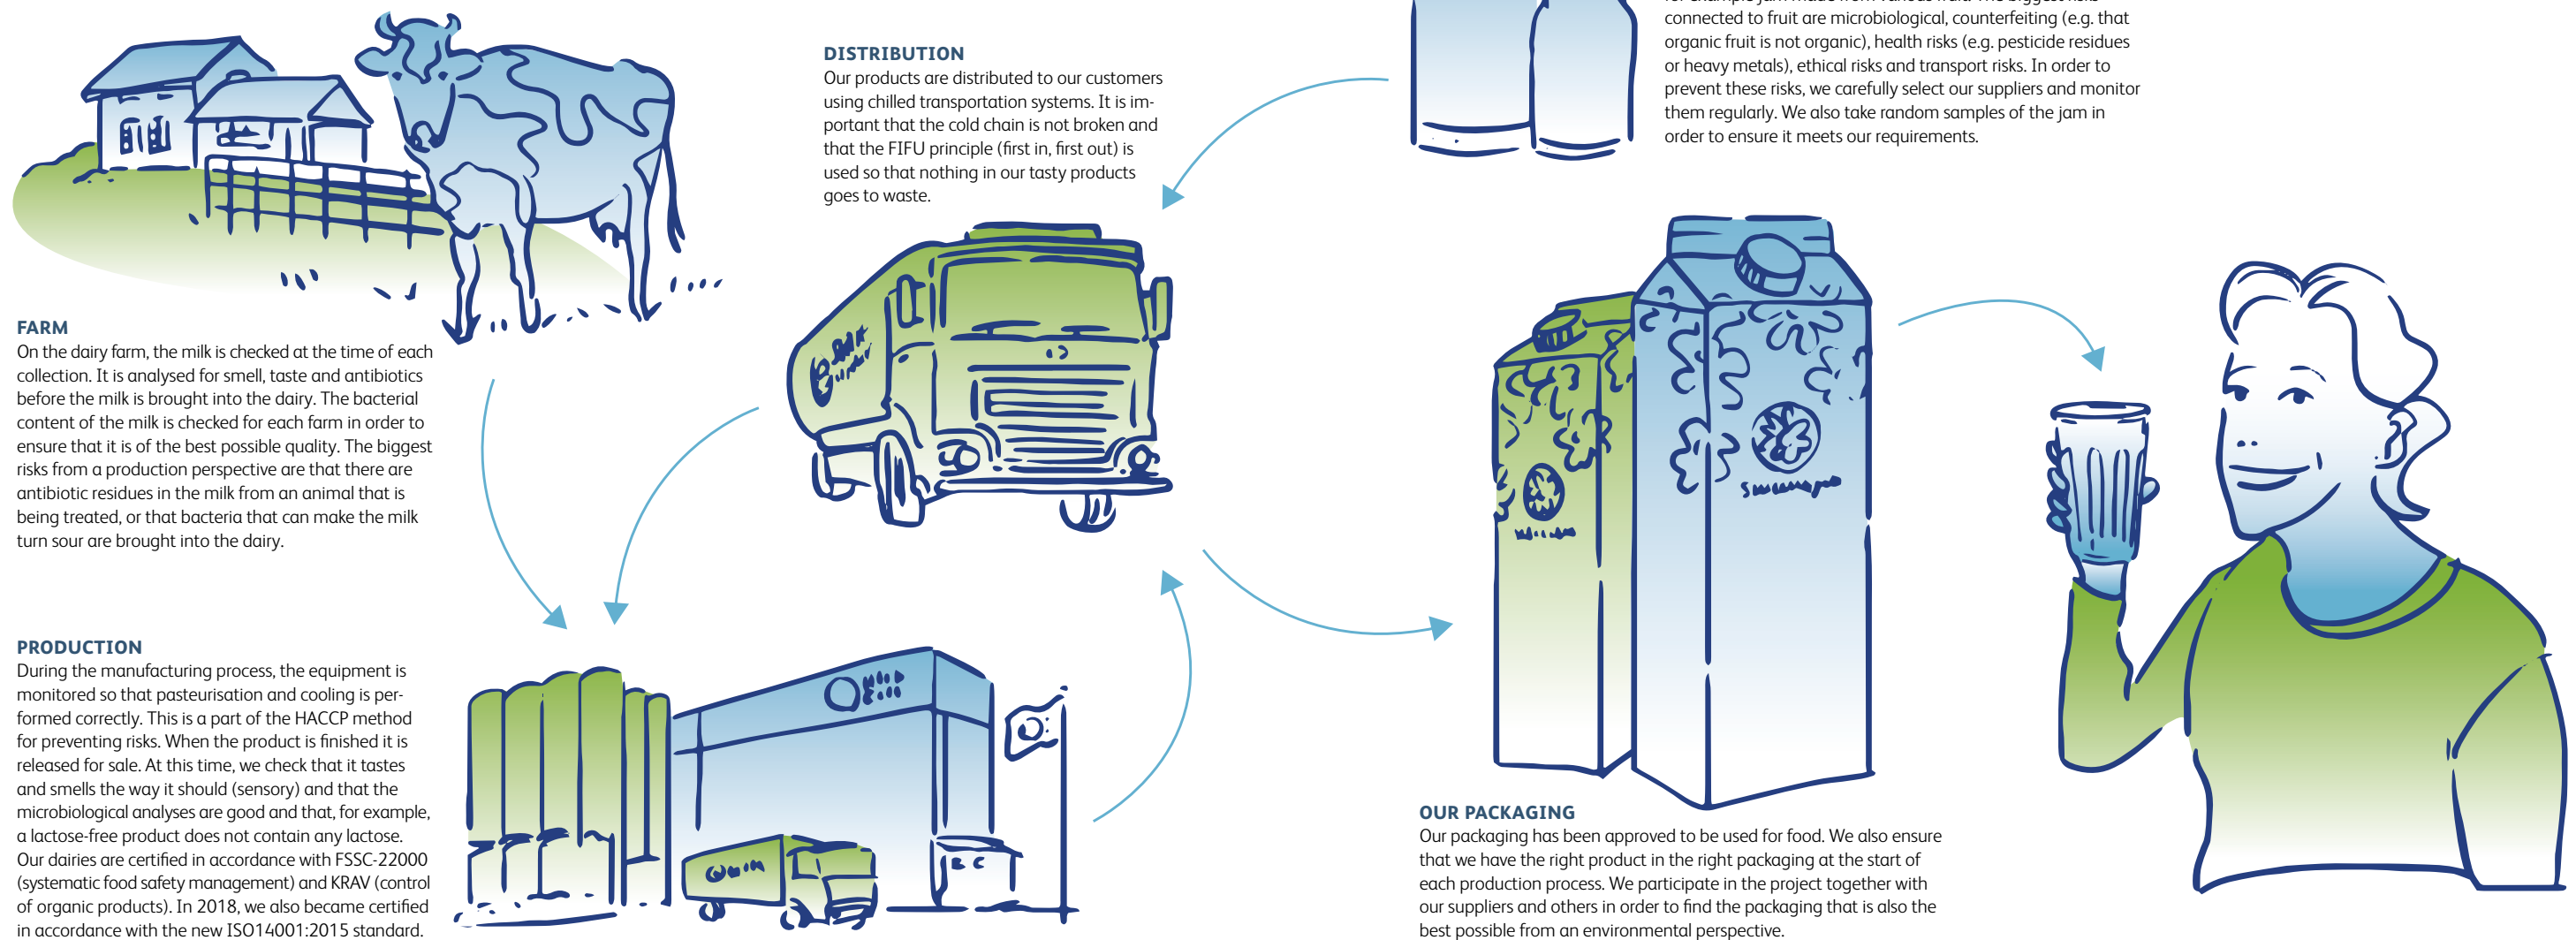 connected to fruit are microbiological, counterfeiting (e.g. that
organic fruit is not organic), health risks (e.g. pesticide residues
or heavy metals), ethical risks and transport risks. In order to
prevent these risks, we carefully select our suppliers and monitor
them regularly. We also take random samples of the jam in
order to ensure it meets our requirements.
DISTRIBUTION
Our products are distributed to our customers
using chilled transportation systems. It is im-
portant that the cold chain is not broken and
that the FIFU principle (first in, first out) is
used so that nothing in our tasty products
goes to waste.
FARM
On the dairy farm, the milk is checked at the time of each
collection. It is analysed for smell, taste and antibiotics
before the milk is brought into the dairy. The bacterial
content of the milk is checked for each farm in order to
ensure that it is of the best possible quality. The biggest
risks from a production perspective are that there are
antibiotic residues in the milk from an animal that is
being treated, or that bacteria that can make the milk
turn sour are brought into the dairy.
PRODUCTION
During the manufacturing process, the equipment is
monitored so that pasteurisation and cooling is per-
formed correctly. This is a part of the HACCP method
for preventing risks. When the product is finished it is
released for sale. At this time, we check that it tastes
and smells the way it should (sensory) and that the
microbiological analyses are good and that, for example,
a lactose-free product does not contain any lactose.
Our dairies are certified in accordance with FSSC-22000
(systematic food safety management) and KRAV (control
of organic products). In 2018, we also became certified
in accordance with the new ISO14001:2015 standard.
B C
OUR PACKAGING
Our packaging has been approved to be used for food. We also ensure
that we have the right product in the right packaging at the start of
each production process. We participate in the project together with
our suppliers and others in order to find the packaging that is also the
best possible from an environmental perspective.